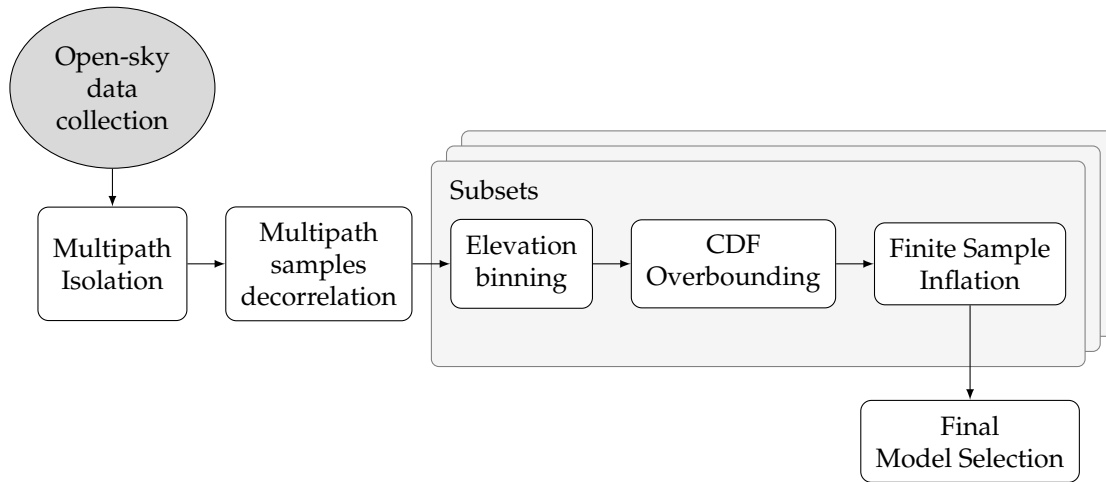 Open-sky
data
collection
Multipath
Isolation
Multipath
samples
decorrelation
Subsets
Elevation
binning
CDF
Overbounding
Finite Sample
Inflation
Final
Model Selection